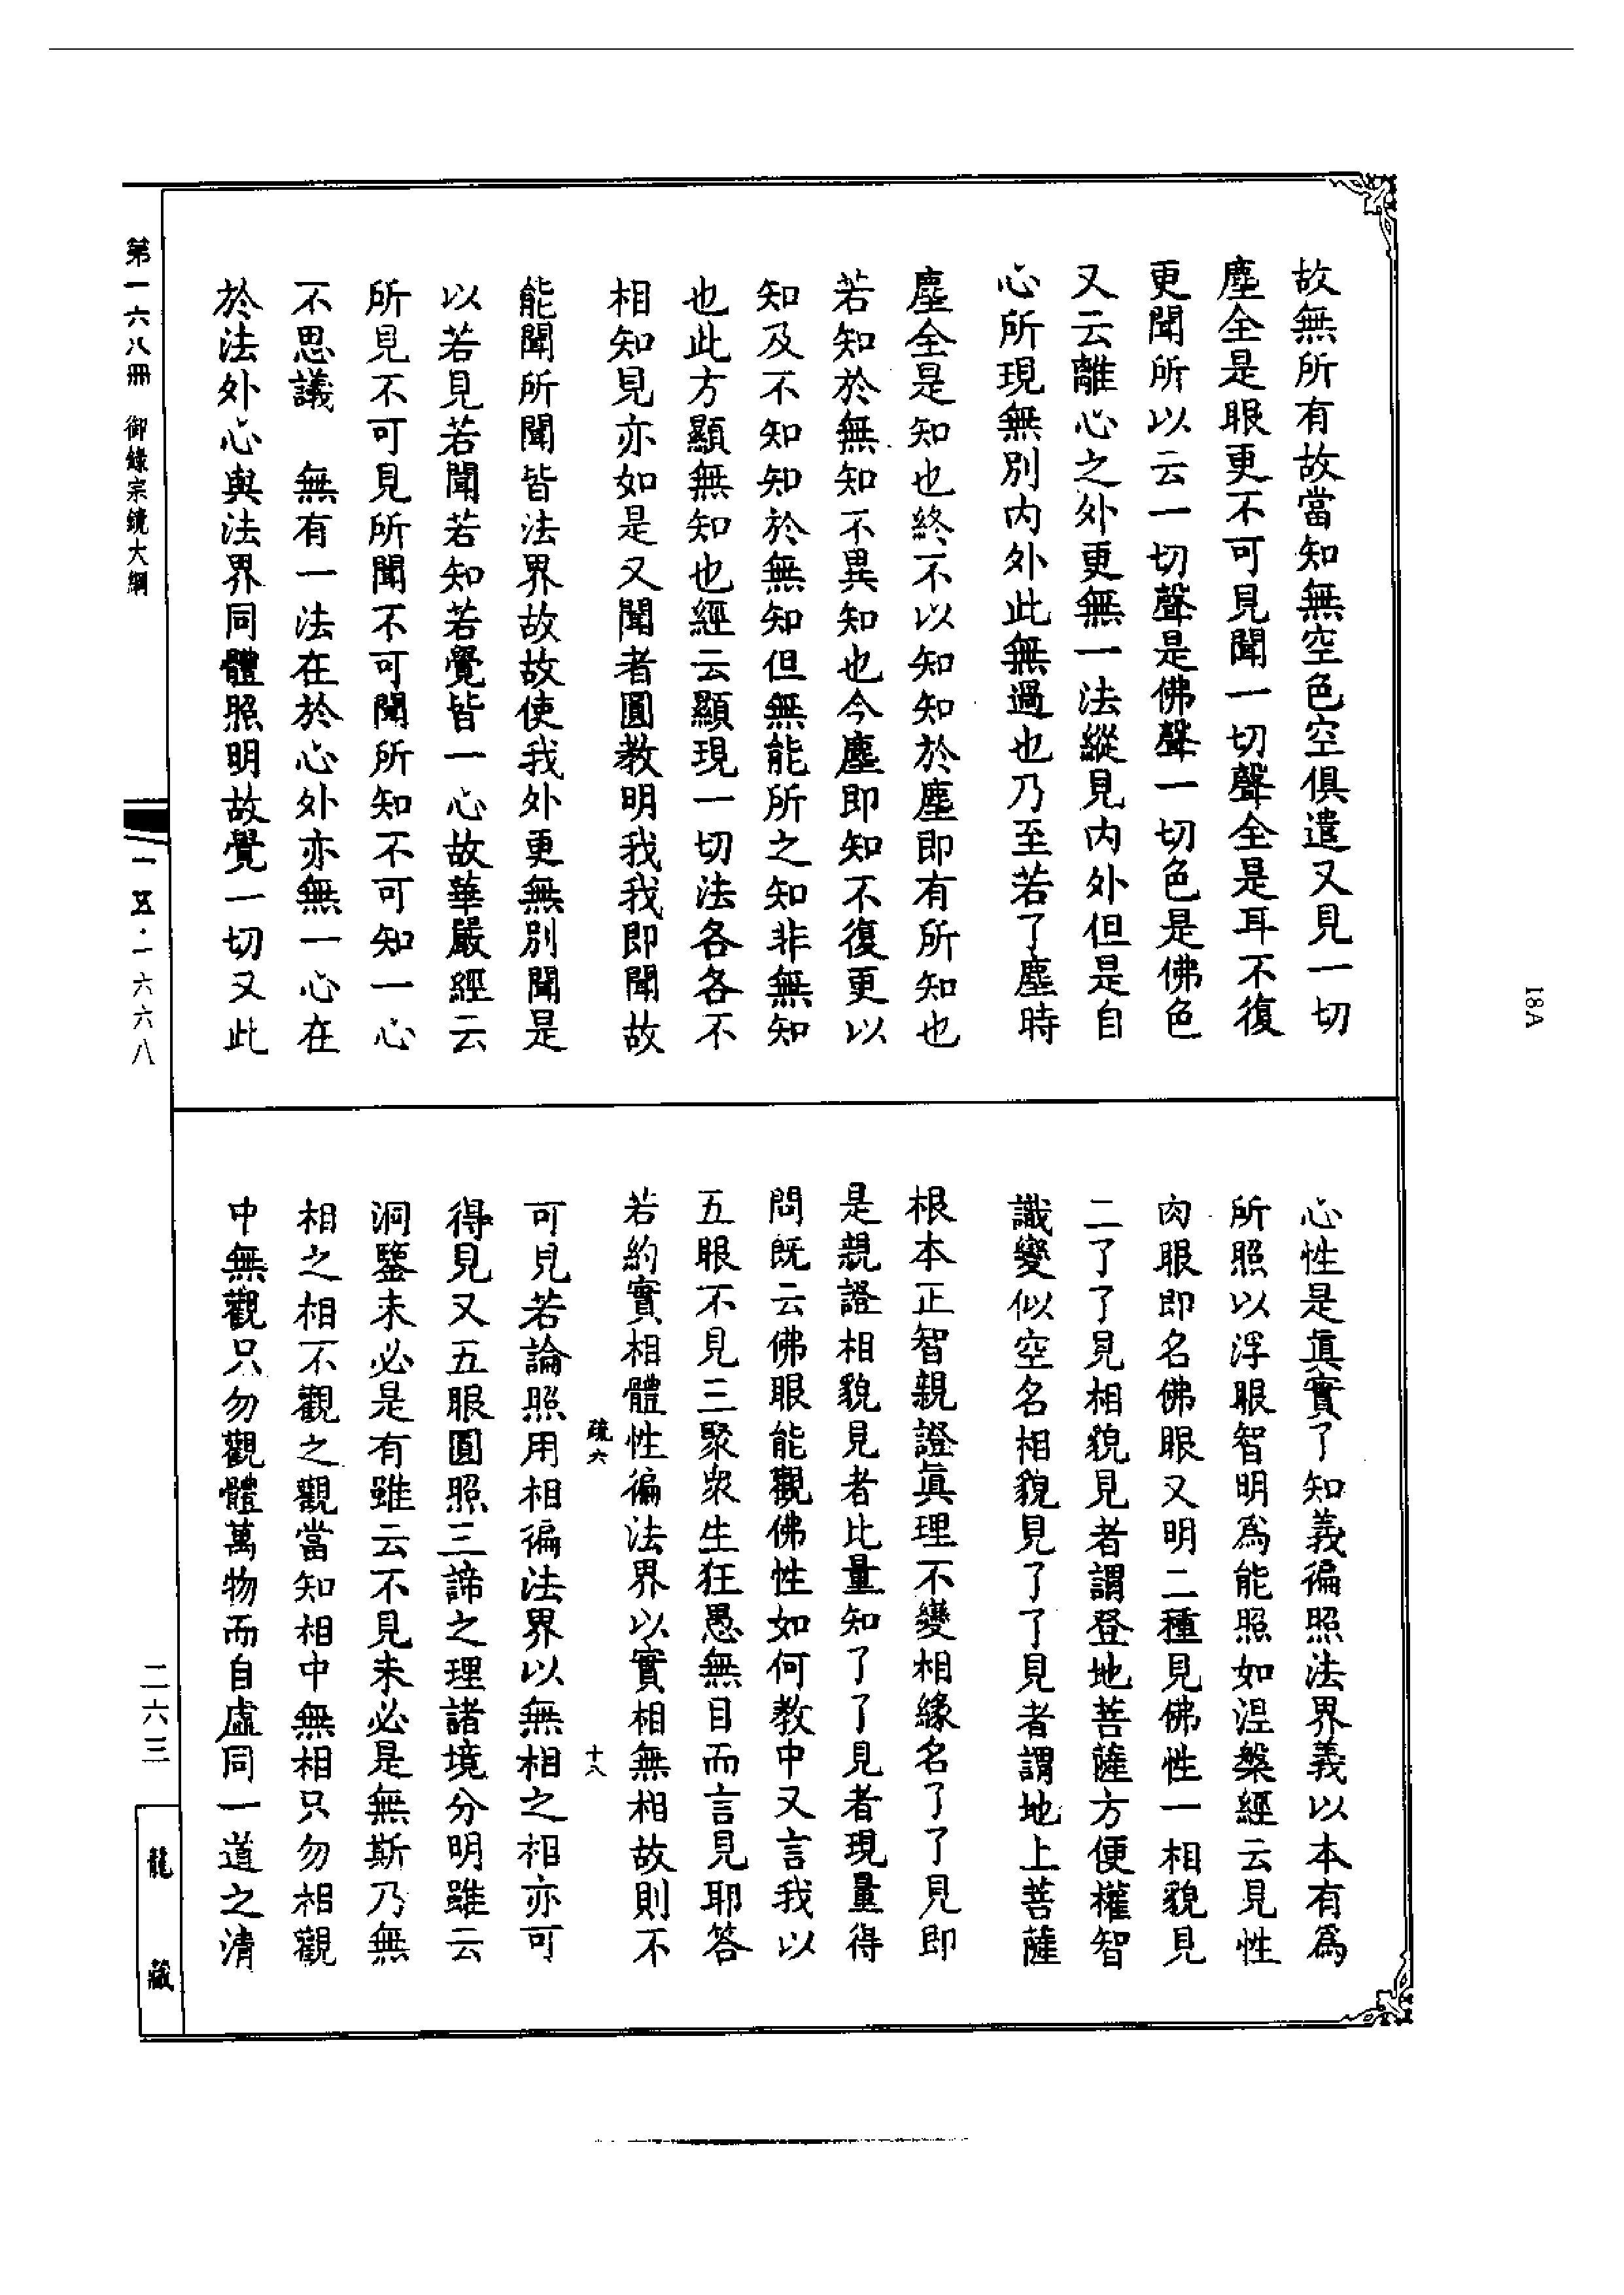 故無所有故當知無空色空俱遣又見一切
塵全是眼更不可見聞一切聲全是耳不復
更聞所以云一切聲是佛聲一切色是佛色
又云離心之外更無一法縱見內外但是自
心所現無別內外此無過也乃至若了塵時
塵全是知也終不以知知於塵即有所知也
若知於無知不異知也今塵即知不復更以
知及不知知於無知但無能所之知非無知
也此方顯無知也經云顯現一切法各各不
相知見亦如是又聞者圓教明我我即聞故
能聞所聞皆法界故故使我外更無別聞是
以若見若聞若知若覺皆一心故華嚴經云
所見不可見所聞不可聞所知不可知一心
不思議　無有一法在於心外亦無一心在
於法外心與法界同體照明故覺一切又此
心性是眞實了知義徧照法界義以本有爲
所照以浮眼智明爲能照如涅槃經云見性
肉眼即名佛眼又明二種見佛性一相貌見
二了了見相貌見者謂登地菩薩方便權智
識變似空名相貌見了了見者謂地上菩薩
根本正智親證眞理不變相緣名了了見即
是親證相貌見者比量知了了見者現量得
問既云佛眼能觀佛性如何教中又言我以
五眼不見三聚衆生狂愚無目而言見耶答
若約實相體性徧法界以實相無相故則不
疏六
十八
可見若論照用相徧法界以無相之相亦可
得見又五眼圓照三諦之理諸境分明雖云
洞鑒未必是有雖云不見未必是無斯乃無
相之相不觀之觀當知相中無相只勿相觀
中無觀只勿觀體萬物而自虛同一道之清
第一六八冊　御錄宗鏡大綱
一五·一六六八
二六三
龍藏
18A